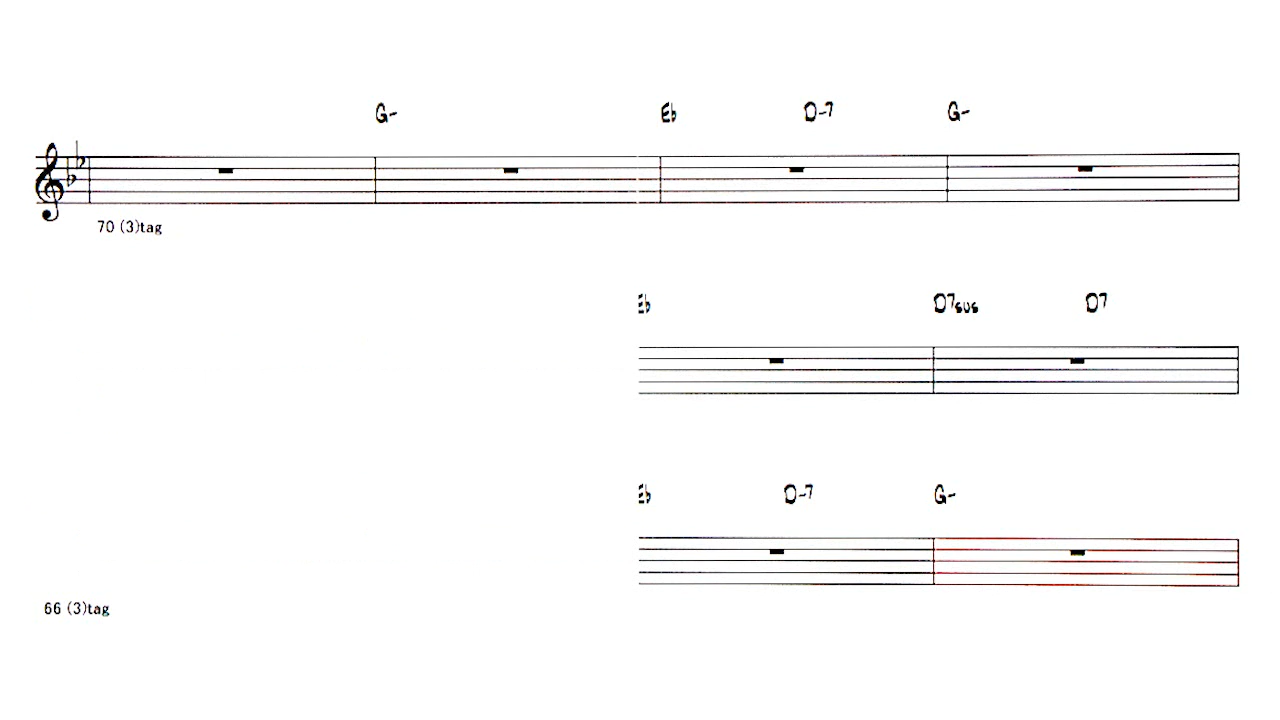 G- Eb D-7 G-
70 (3)tag
Eb D7sus D7
Eb D-7 G-
66 (3)tag